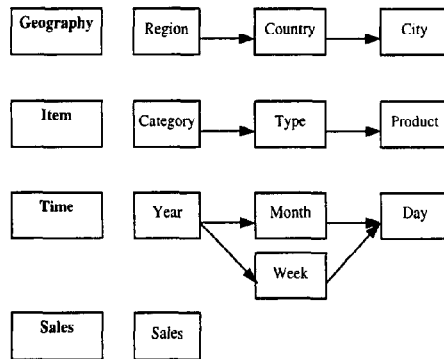 Geography Region Country City
Item Category Type Product
Time Year Month Day
Week
Sales Sales